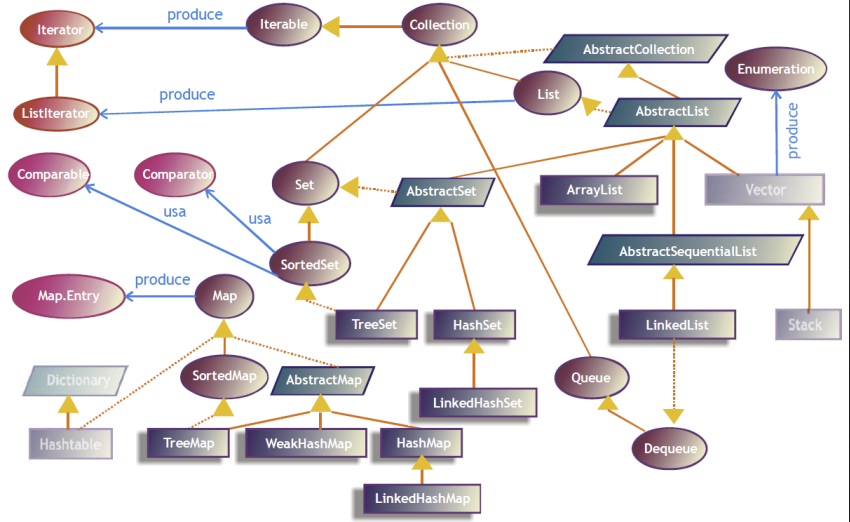 produce
Iterator
Iterable
Collection
AbstractCollection
Enumeration
produce
List
ListIterator
AbstractList
produce
Comparable
Comparator
Set
AbstractSet
ArrayList
Vector
usa
usa
AbstractSequentialList
SortedSet
produce
Map.Entry
Map
TreeSet
HashSet
LinkedList
Stack
Dictionary
SortedMap
AbstractMap
Queue
LinkedHashSet
Hashtable
TreeMap
WeakHashMap
HashMap
Dequeue
LinkedHashMap